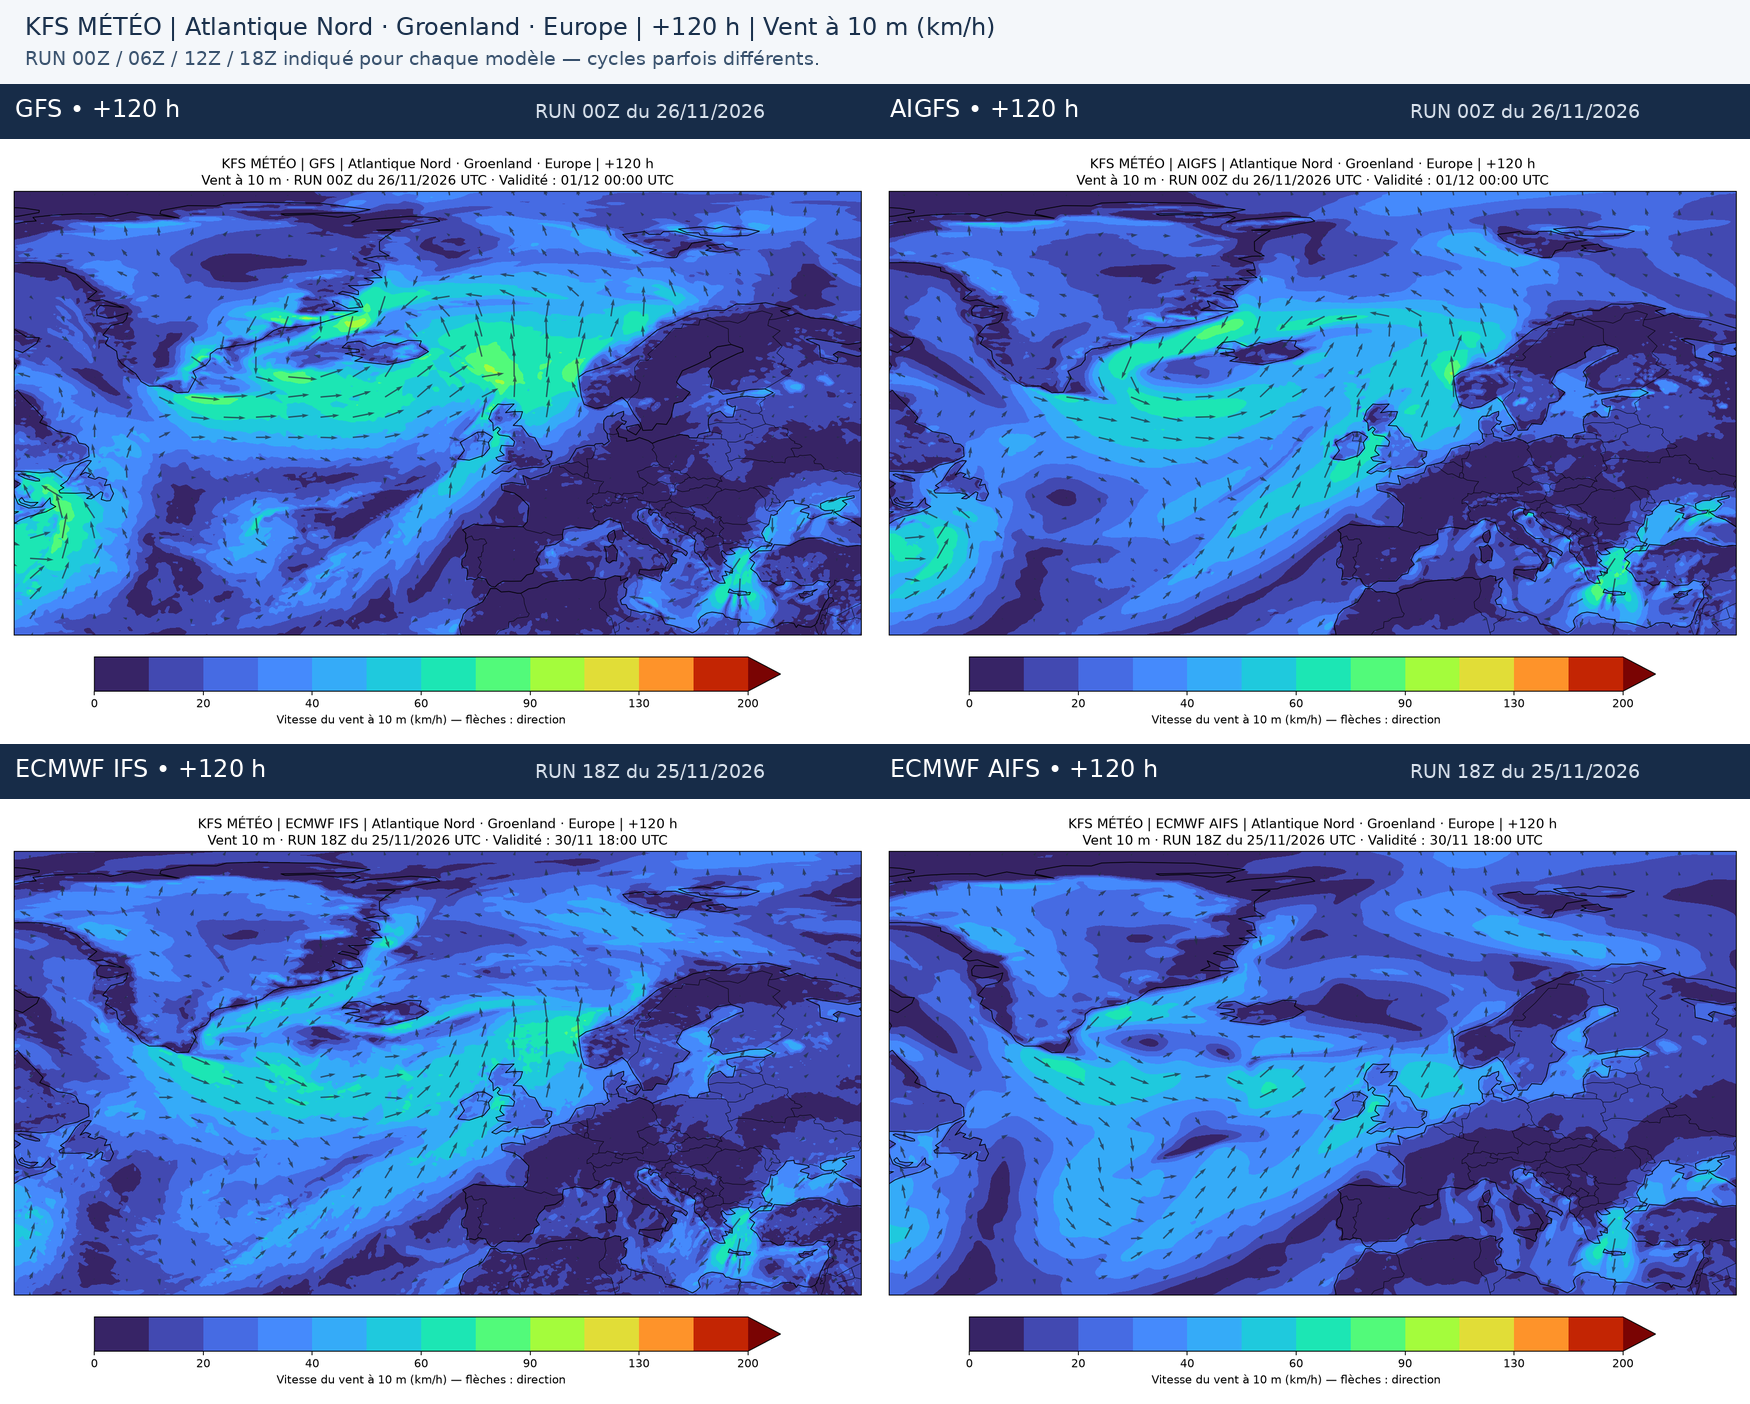 KFS MÉTÉO | Atlantique Nord · Groenland · Europe | +120 h | Vent à 10 m (km/h)
RUN 00Z / 06Z / 12Z / 18Z indiqué pour chaque modèle — cycles parfois différents.
GFS • +120 h
RUN 00Z du 26/11/2026
AIGFS • +120 h
RUN 00Z du 26/11/2026
KFS MÉTÉO | GFS | Atlantique Nord · Groenland · Europe | +120 h
Vent à 10 m · RUN 00Z du 26/11/2026 UTC · Validité : 01/12 00:00 UTC
KFS MÉTÉO | AIGFS | Atlantique Nord · Groenland · Europe | +120 h
Vent à 10 m · RUN 00Z du 26/11/2026 UTC · Validité : 01/12 00:00 UTC
0 20 40 60 90 130 200
Vitesse du vent à 10 m (km/h) — flèches : direction
0 20 40 60 90 130 200
Vitesse du vent à 10 m (km/h) — flèches : direction
ECMWF IFS • +120 h
RUN 18Z du 25/11/2026
ECMWF AIFS • +120 h
RUN 18Z du 25/11/2026
KFS MÉTÉO | ECMWF IFS | Atlantique Nord · Groenland · Europe | +120 h
Vent 10 m · RUN 18Z du 25/11/2026 UTC · Validité : 30/11 18:00 UTC
KFS MÉTÉO | ECMWF AIFS | Atlantique Nord · Groenland · Europe | +120 h
Vent 10 m · RUN 18Z du 25/11/2026 UTC · Validité : 30/11 18:00 UTC
0 20 40 60 90 130 200
Vitesse du vent à 10 m (km/h) — flèches : direction
0 20 40 60 90 130 200
Vitesse du vent à 10 m (km/h) — flèches : direction